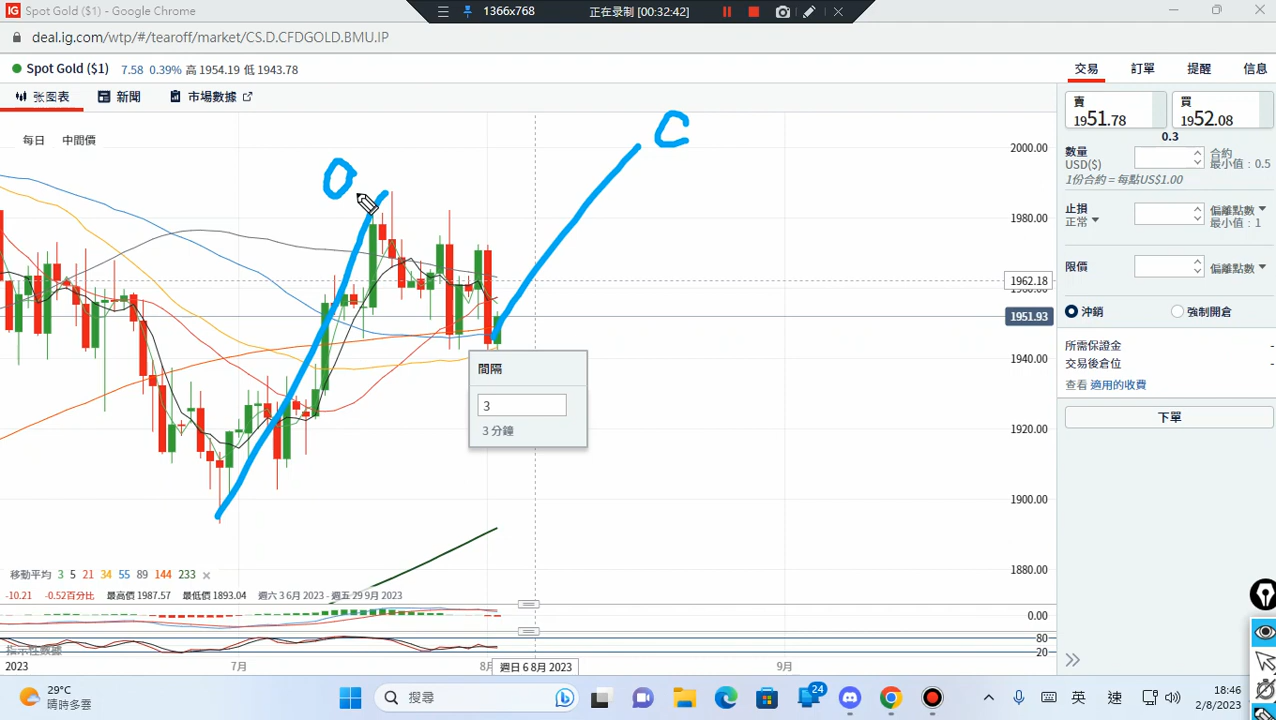 Spot Gold ($1) - Google Chrome
1366x768
正在录制 [00:32:42]
deal.ig.com/wtp/#/tearoff/market/CS.D.CFDGOLD.BMU.IP
Spot Gold ($1) 7.58 0.39% 高 1954.19 低 1943.78
交易 訂單 提醒 信息
张图表 新聞 市場數據
每日 中間價
0
C
2000.00
1980.00
1962.18
1951.93
1940.00
1920.00
1900.00
1880.00
間隔
3
3 分鐘
移動平均 3 5 21 34 55 89 144 233
-10.21 -0.52百分比 最高價 1987.57 最低價 1893.04 週六 3 6月 2023 - 週五 29 9月 2023
0.00
80
20
指示性數據
2023 7月 8月 週日 6 8月 2023 9月
賣
1951.78
買
1952.08
0.3
數量
USD($)
合約
最小值 : 0.5
1份合約 = 每點US$1.00
止損
正常
偏離點數
最小值 : 1
限價
偏離點數
沖銷 強制開倉
所需保證金 -
交易後倉位 -
查看 適用的收費
下單
29°C
晴時多雲
搜尋
24
英 速
18:46
2/8/2023